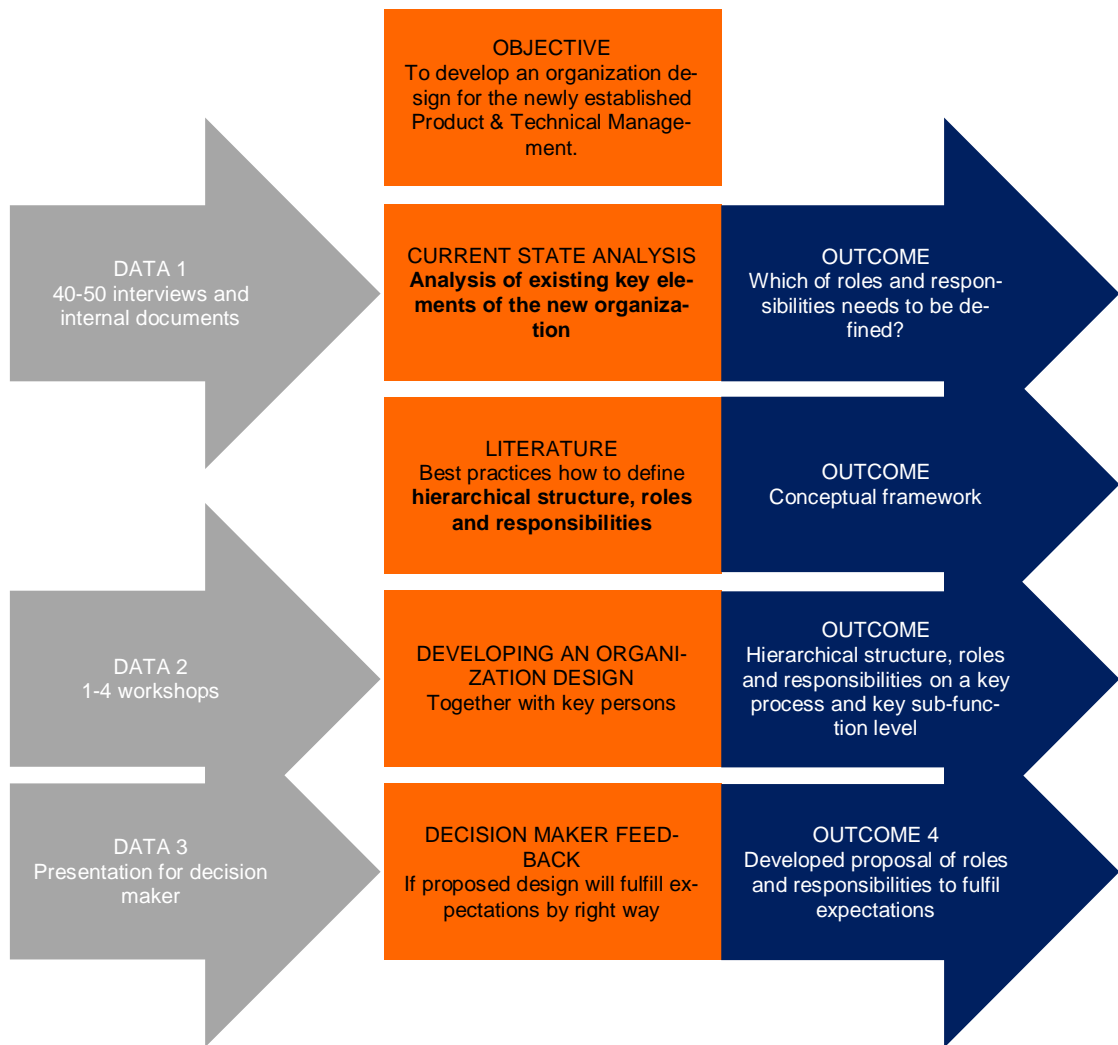 OBJECTIVE
To develop an organization de-
sign for the newly established
Product & Technical Manage-
ment.
DATA 1
40-50 interviews and
internal documents
CURRENT STATE ANALYSIS
Analysis of existing key ele-
ments of the new organiza-
tion
OUTCOME
Which of roles and respon-
sibilities needs to be de-
fined?
LITERATURE
Best practices how to define
hierarchical structure, roles
and responsibilities
OUTCOME
Conceptual framework
DATA 2
1-4 workshops
DEVELOPING AN ORGANI-
ZATION DESIGN
Together with key persons
OUTCOME
Hierarchical structure, roles
and responsibilities on a key
process and key sub-func-
tion level
DATA 3
Presentation for decision
maker
DECISION MAKER FEED-
BACK
If proposed design will fulfill ex-
pectations by right way
OUTCOME 4
Developed proposal of roles
and responsibilities to fulfil
expectations